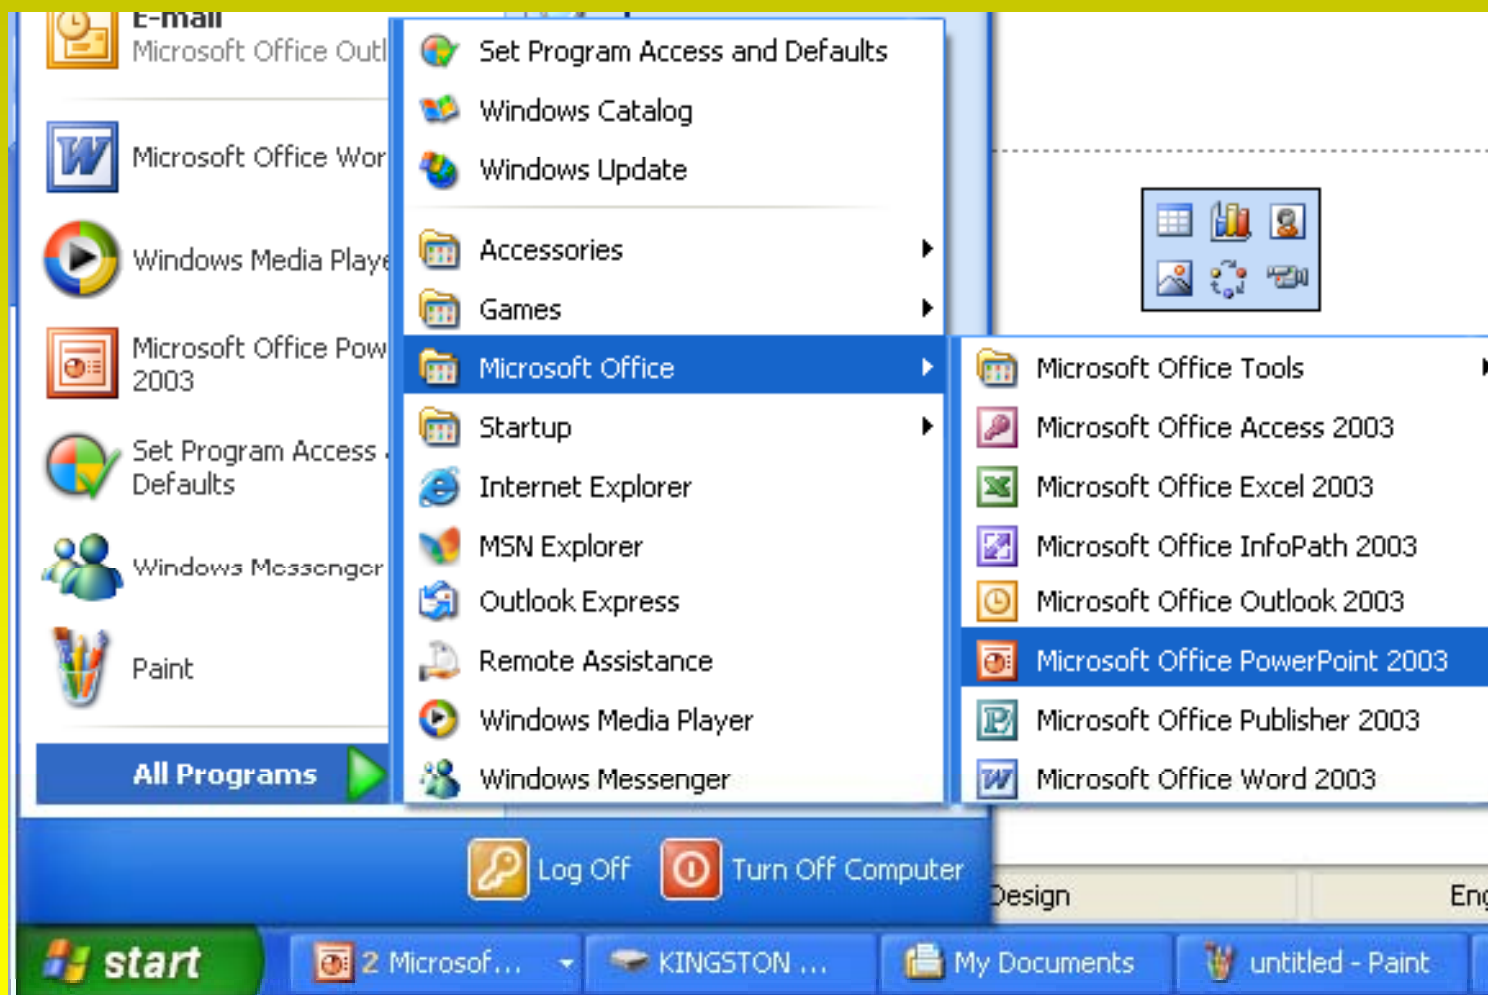 E-mail
Microsoft Office Outl
Microsoft Office Wor
Windows Media Playe
Microsoft Office Pow
2003
Set Program Access
Defaults
Windows Messenger
Paint
All Programs
Set Program Access and Defaults
Windows Catalog
Windows Update
Accessories
Games
Microsoft Office
Startup
Internet Explorer
MSN Explorer
Outlook Express
Remote Assistance
Windows Media Player
Windows Messenger
Microsoft Office Tools
Microsoft Office Access 2003
Microsoft Office Excel 2003
Microsoft Office InfoPath 2003
Microsoft Office Outlook 2003
Microsoft Office PowerPoint 2003
Microsoft Office Publisher 2003
Microsoft Office Word 2003
Log Off
Turn Off Computer
Design
Eng
start
2 Microsof...
KINGSTON ...
My Documents
untitled - Paint